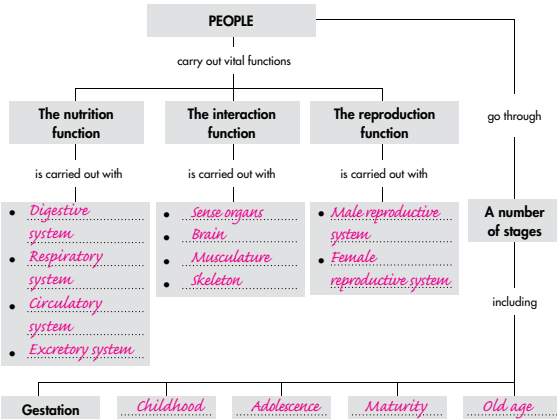 PEOPLE
carry out vital functions
The nutrition
function
The interaction
function
The reproduction
function
go through
is carried out with
is carried out with
is carried out with
• Digestive
system
• Respiratory
system
• Circulatory
system
• Excretory system
• Sense organs
• Brain
• Musculature
• Skeleton
• Male reproductive
system
• Female
reproductive system
A number
of stages
including
Gestation
Childhood
Adolescence
Maturity
Old age